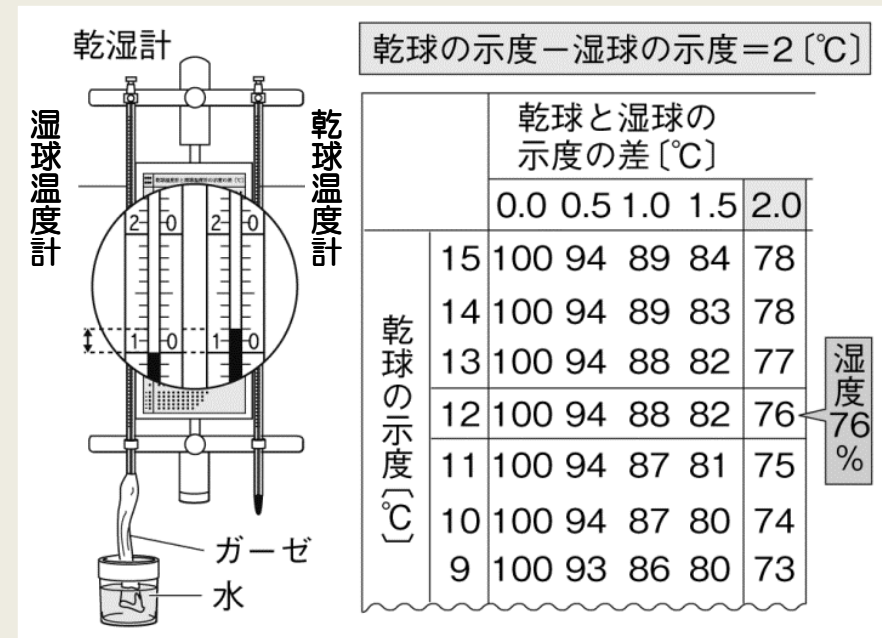 乾湿計
湿球温度計
乾球温度計
2 0 2 0
1 0 1 0
ガーゼ
水
乾球の示度－湿球の示度＝2〔℃〕
乾球と湿球の
示度の差〔℃〕
0.0 0.5 1.0 1.5 2.0
乾球の示度〔℃〕
15 100 94 89 84 78
14 100 94 89 83 78
13 100 94 88 82 77
12 100 94 88 82 76
11 100 94 87 81 75
10 100 94 87 80 74
9 100 93 86 80 73
湿度76%